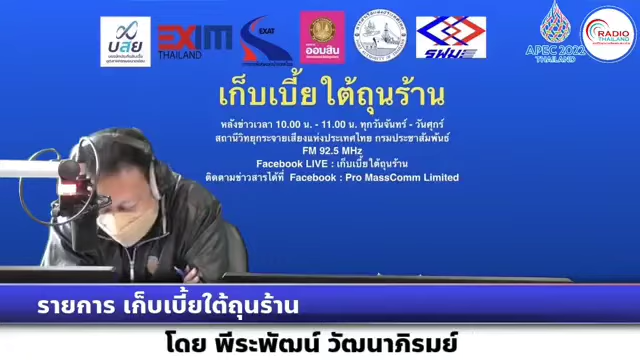 บสย
EXIM
THAILAND
EXAT
ออมสิน
รฟม
APEC 2022
THAILAND
RADIO
THAILAND
เก็บเบี้ยใต้ถุนร้าน
หลังข่าวเวลา 10.00 น. - 11.00 น. ทุกวันจันทร์ - วันศุกร์
สถานีวิทยุกระจายเสียงแห่งประเทศไทย กรมประชาสัมพันธ์
FM 92.5 MHz
Facebook LIVE : เก็บเบี้ยใต้ถุนร้าน
ติดตามข่าวสารได้ที่ Facebook : Pro MassComm Limited
รายการ เก็บเบี้ยใต้ถุนร้าน
โดย พีระพัฒน์ วัฒนาภิรมย์